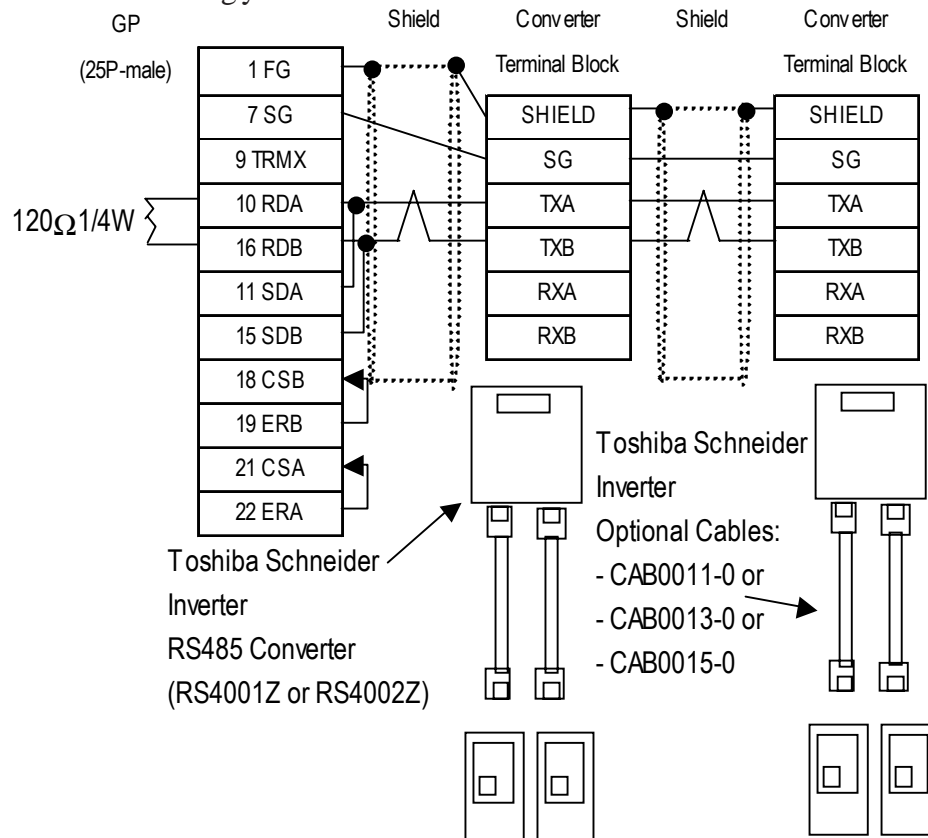 GP
Shield
Converter
Shield
Converter
(25P-male)
Terminal Block
Terminal Block
1 FG
7 SG
9 TRMX
10 RDA
16 RDB
11 SDA
15 SDB
18 CSB
19 ERB
21 CSA
22 ERA
120Ω1/4W
SHIELD
SG
TXA
TXB
RXA
RXB
SHIELD
SG
TXA
TXB
RXA
RXB
Toshiba Schneider
Inverter
RS485 Converter
(RS4001Z or RS4002Z)
Toshiba Schneider
Inverter
Optional Cables:
- CAB0011-0 or
- CAB0013-0 or
- CAB0015-0